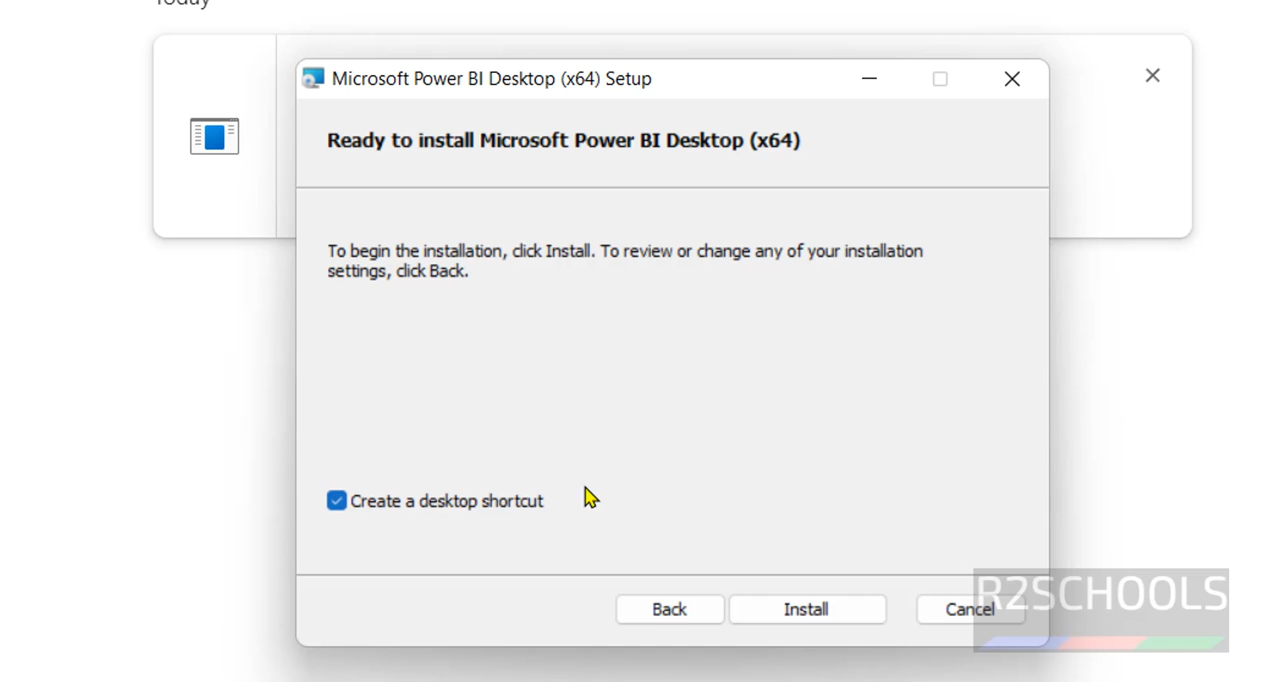 Today
Microsoft Power BI Desktop (x64) Setup
Ready to install Microsoft Power BI Desktop (x64)
To begin the installation, click Install. To review or change any of your installation
settings, click Back.
Create a desktop shortcut
Back Install Cancel
R2SCHOOLS